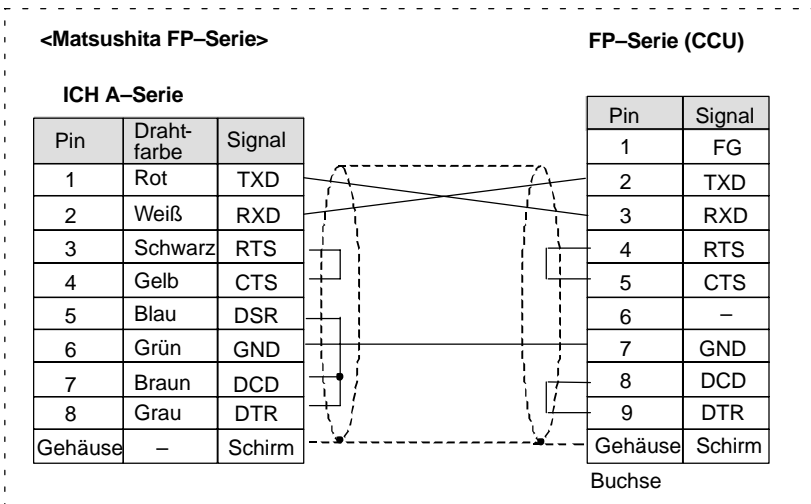 <Matsushita FP–Serie>
FP–Serie (CCU)
ICH A–Serie
Pin Draht-farbe Signal
1 Rot TXD
2 Weiß RXD
3 Schwarz RTS
4 Gelb CTS
5 Blau DSR
6 Grün GND
7 Braun DCD
8 Grau DTR
Gehäuse – Schirm
Pin Signal
1 FG
2 TXD
3 RXD
4 RTS
5 CTS
6 –
7 GND
8 DCD
9 DTR
Gehäuse Schirm
Buchse